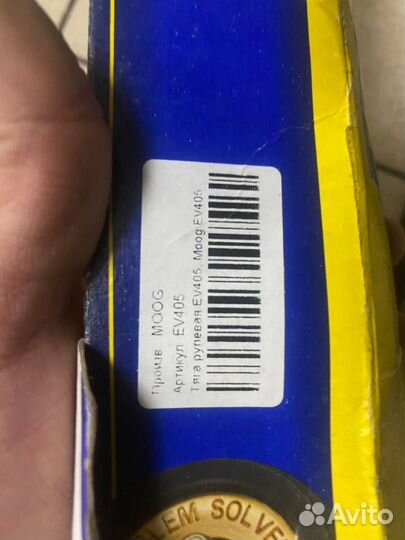 Произв MOOG
Артикул EV405
Тяга рулевая EV405, Moog EV405
LEM SOLVE
Avito